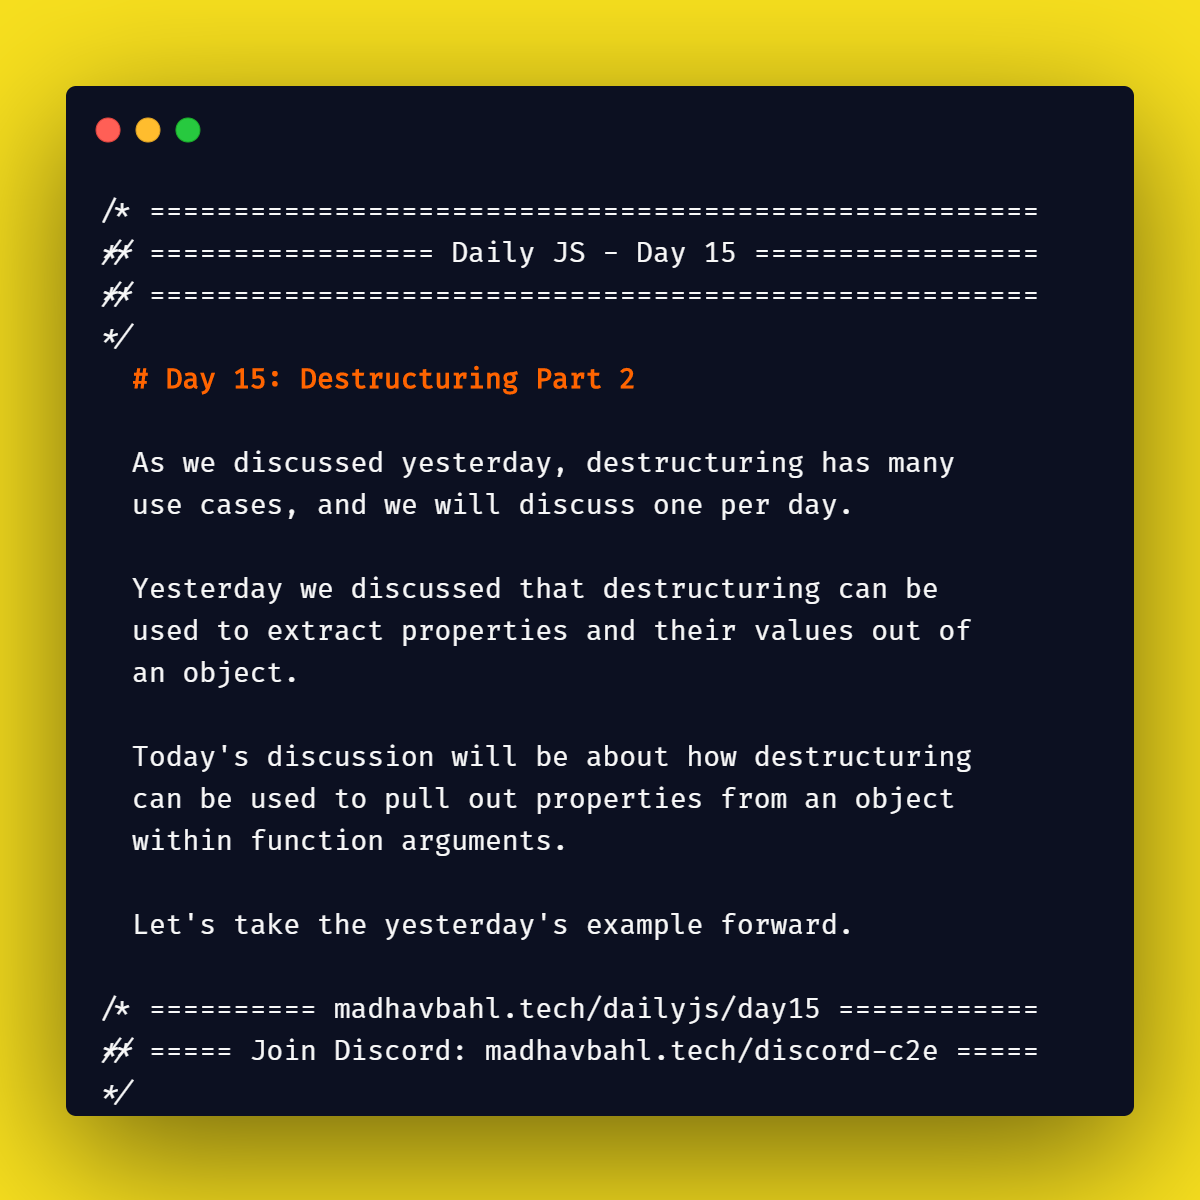 /* =====================================================
*/* ================= Daily JS - Day 15 =================
*/* =====================================================
*/
# Day 15: Destructuring Part 2
As we discussed yesterday, destructuring has many
use cases, and we will discuss one per day.
Yesterday we discussed that destructuring can be
used to extract properties and their values out of
an object.
Today's discussion will be about how destructuring
can be used to pull out properties from an object
within function arguments.
Let's take the yesterday's example forward.
/* ========== madhavbahl.tech/dailyjs/day15 ============
*/* ===== Join Discord: madhavbahl.tech/discord-c2e =====
*/